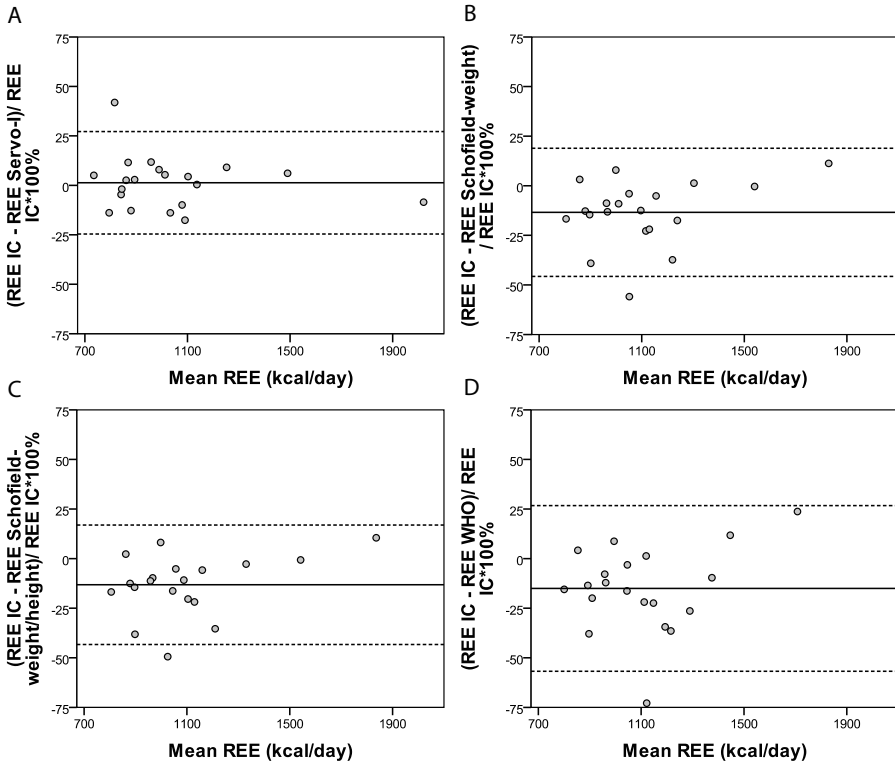 A
(REE IC - REE Servo-I)/ REE
IC*100%
75
50
25
0
-25
-50
-75
700
1100
1500
1900
Mean REE (kcal/day)
B
(REE IC - REE Schofield-weight)
/ REE IC*100%
75
50
25
0
-25
-50
-75
700
1100
1500
1900
Mean REE (kcal/day)
C
(REE IC - REE Schofield-
weight/height)/ REE IC*100%
75
50
25
0
-25
-50
-75
700
1100
1500
1900
Mean REE (kcal/day)
D
(REE IC - REE WHO)/ REE
IC*100%
75
50
25
0
-25
-50
-75
700
1100
1500
1900
Mean REE (kcal/day)